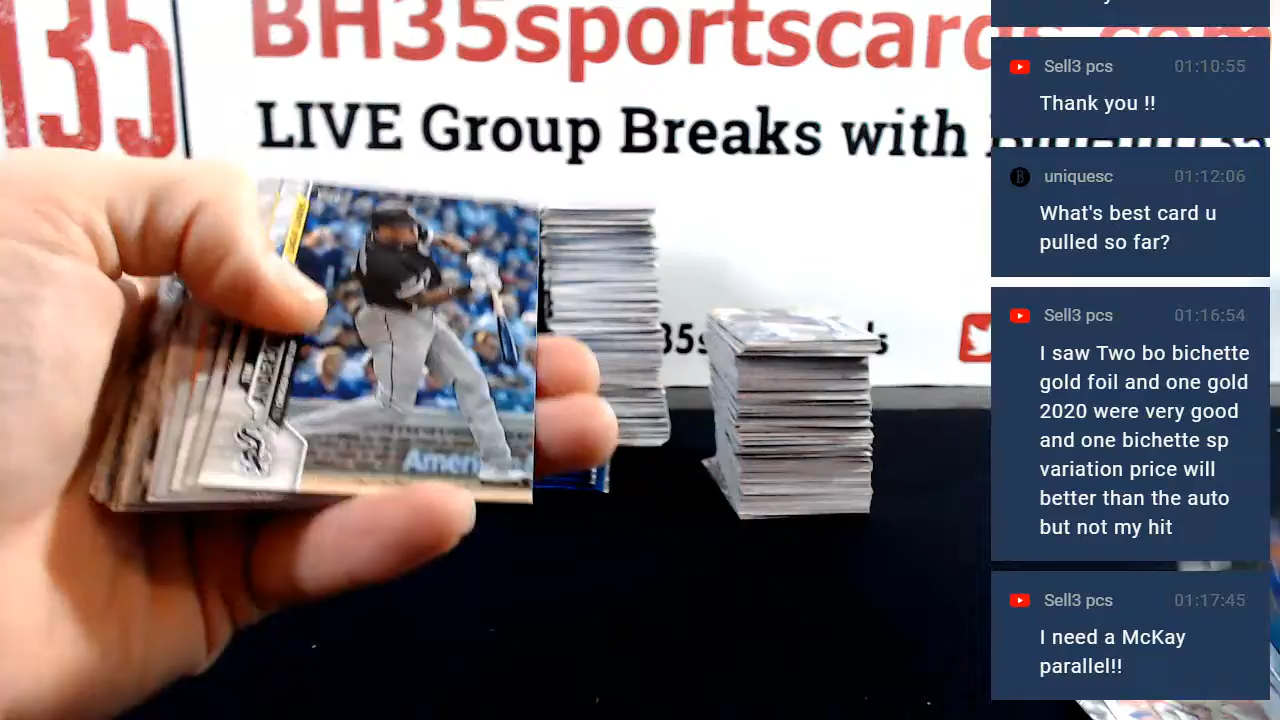 135
BH35sportscards.com
LIVE Group Breaks with
Sell3 pcs 01:10:55
Thank you !!
uniquesc 01:12:06
What's best card u
pulled so far?
Sell3 pcs 01:16:54
I saw Two bo bichette
gold foil and one gold
2020 were very good
and one bichette sp
variation price will
better than the auto
but not my hit
Sell3 pcs 01:17:45
I need a McKay
parallel!!